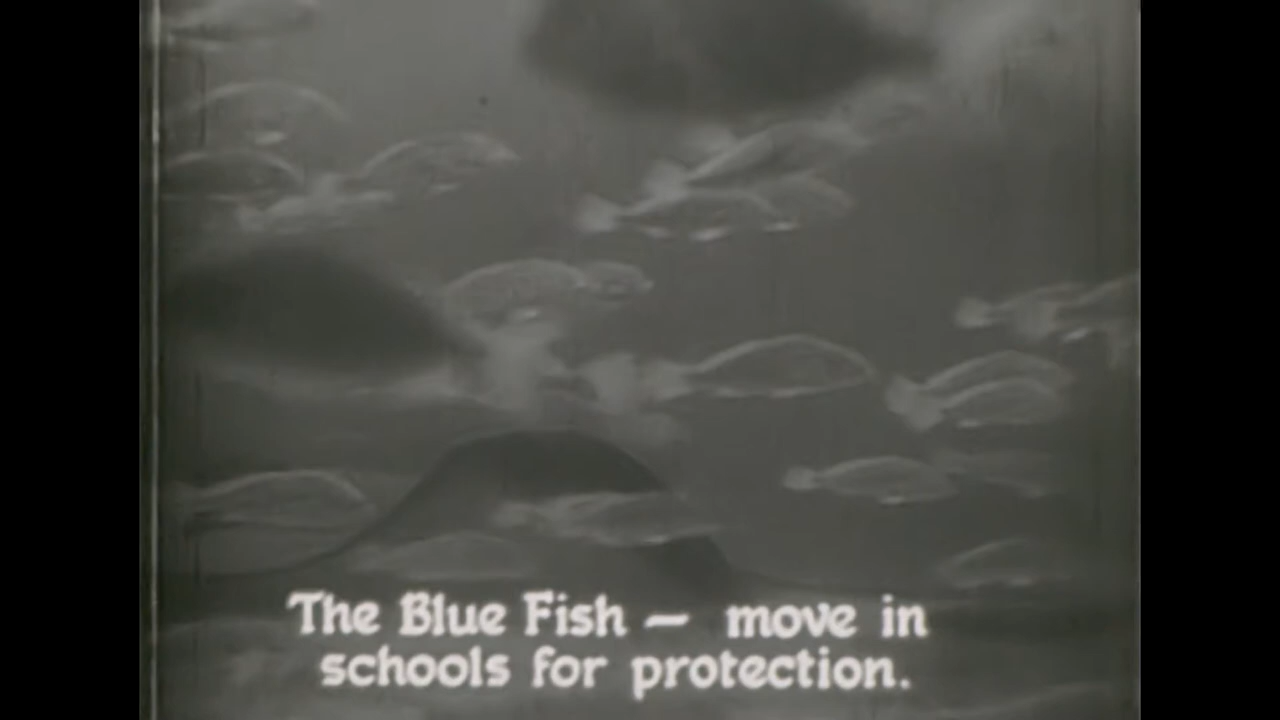 The Blue Fish — move in
schools for protection.